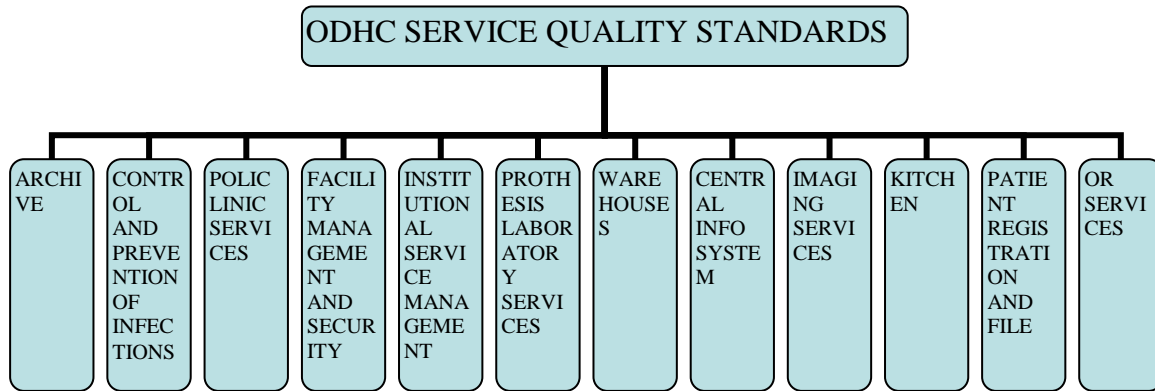 ODHC SERVICE QUALITY STANDARDS
ARCHI
VE
CONTR
OL
AND
PREVE
NTION
OF
INFEC
TIONS
POLIC
LINIC
SERVI
CES
FACILI
TY
MANA
GEME
NT
AND
SECUR
ITY
INSTIT
UTION
AL
SERVI
CE
MANA
GEME
NT
PROTH
ESIS
LABOR
ATOR
Y
SERVI
CES
WARE
HOUSE
S
CENTR
AL
INFO
SYSTE
M
IMAGI
NG
SERVI
CES
KITCH
EN
PATIE
NT
REGIS
TRATI
ON
AND
FILE
OR
SERVI
CES